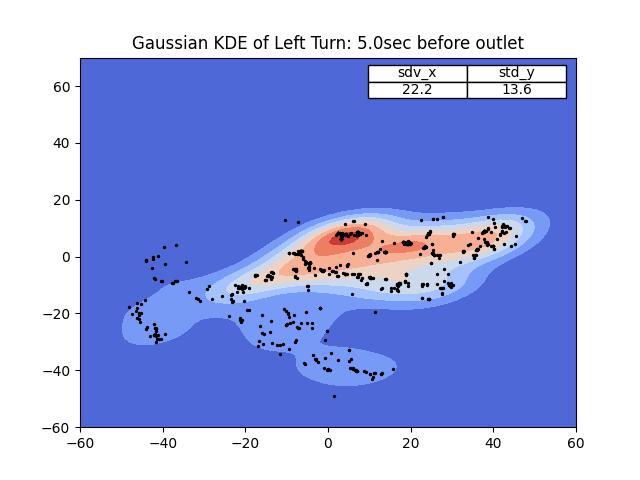 Gaussian KDE of Left Turn: 5.0sec before outlet
sdv_x std_y
22.2 13.6
60
40
20
0
−20
−40
−60
−60 −40 −20 0 20 40 60